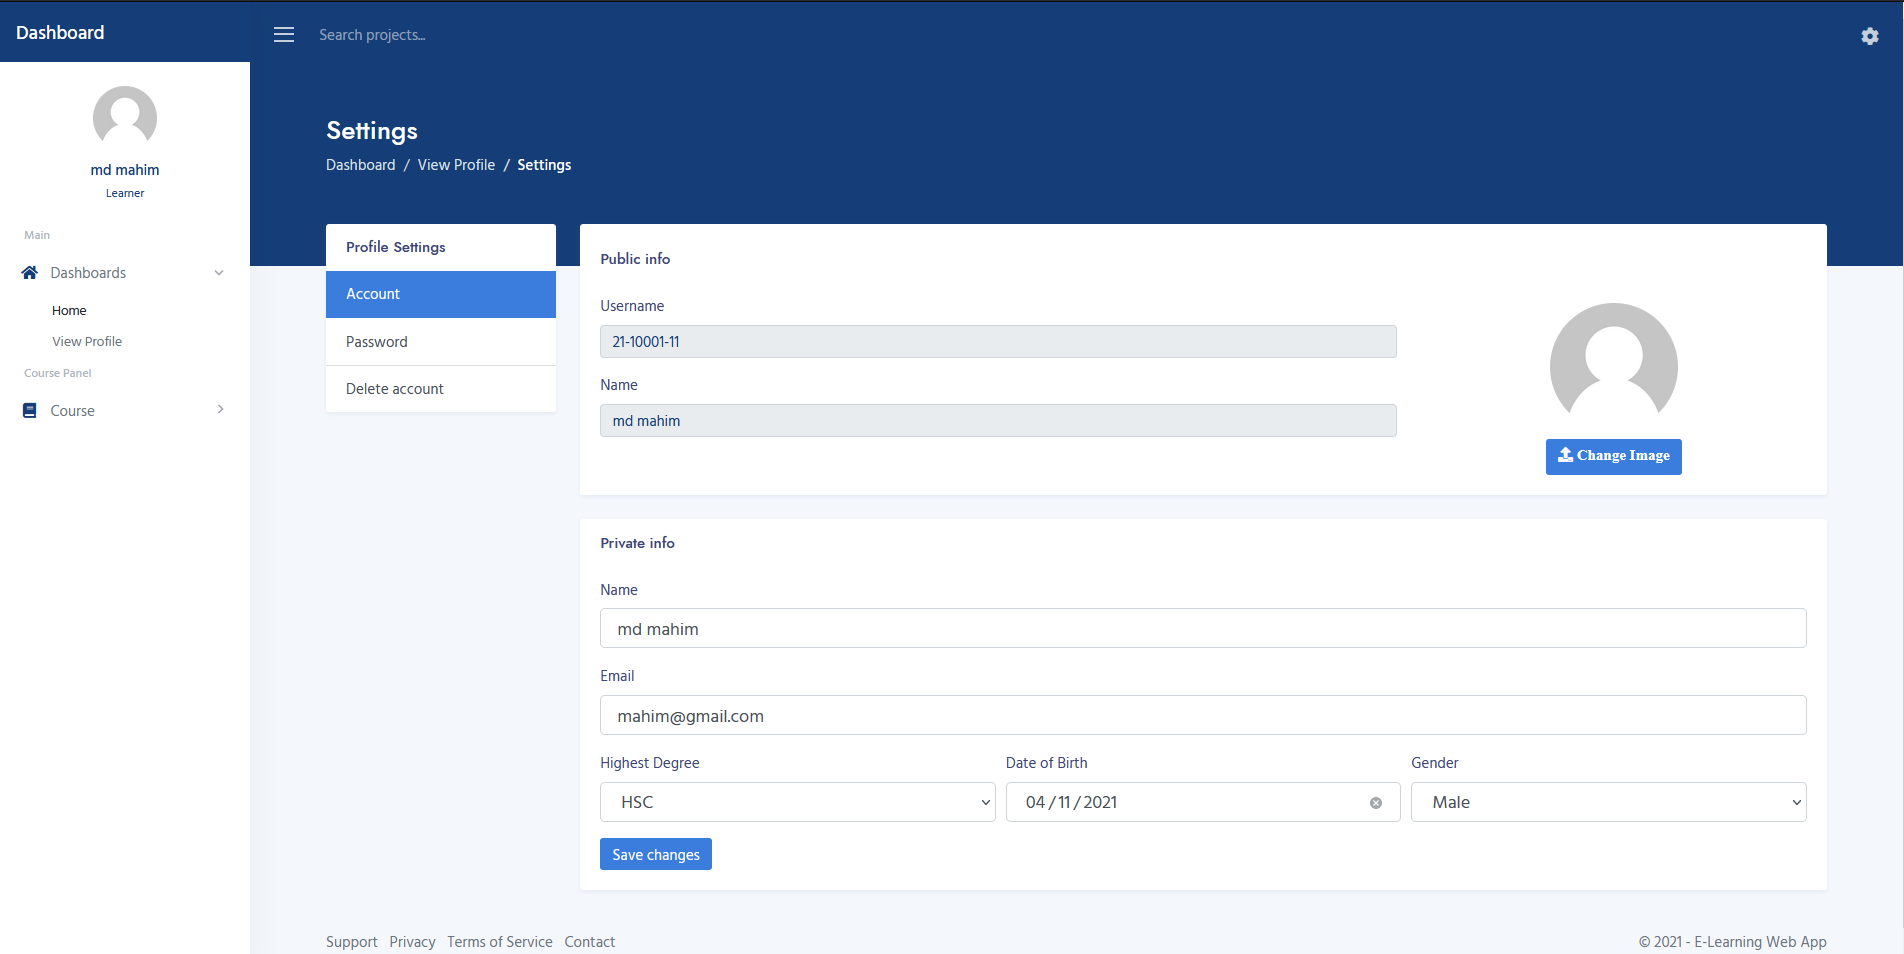 Dashboard
Search projects...
md mahim
Learner
Main
Dashboards
Home
View Profile
Course Panel
Course
Settings
Dashboard / View Profile / Settings
Profile Settings
Account
Password
Delete account
Public info
Username
21-10001-11
Name
md mahim
Change Image
Private info
Name
md mahim
Email
mahim@gmail.com
Highest Degree Date of Birth Gender
HSC 04/11/2021 Male
Save changes
Support Privacy Terms of Service Contact © 2021 - E-Learning Web App